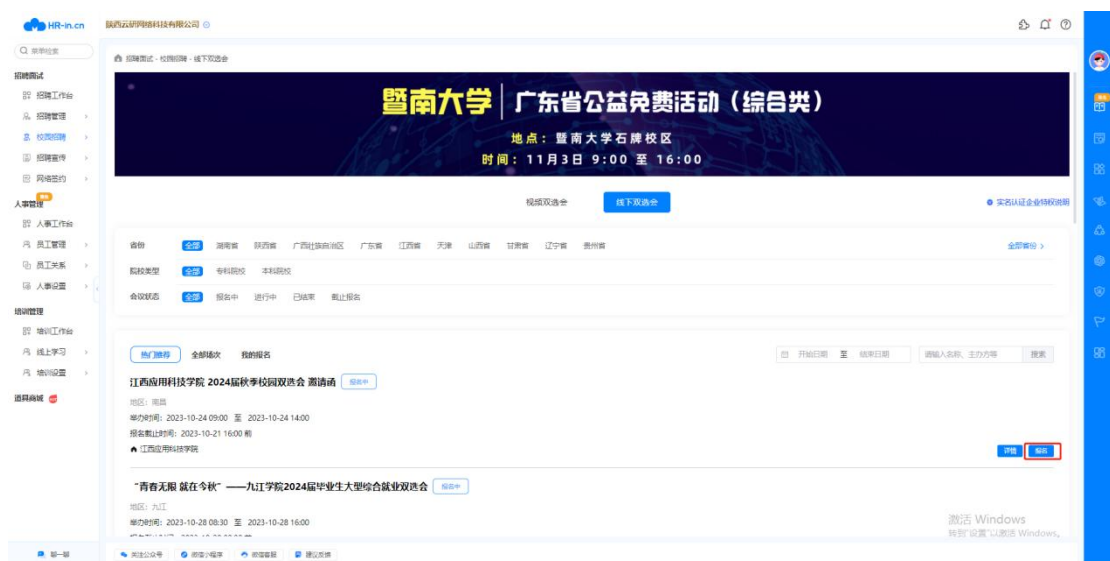 HR-in.cn
陕西云研网络科技有限公司
菜单检索
招聘面试 - 校园招聘 - 线下双选会
招聘面试
招聘工作台
招聘管理
校园招聘
招聘宣传
网络签约
人事管理
人事工作台
员工管理
员工关系
人事设置
培训管理
培训工作台
线上学习
培训设置
道具商城
聊一聊
暨南大学 广东省公益免费活动（综合类）
地点：暨南大学石牌校区
时间：11月3日 9:00 至 16:00
视频双选会 线下双选会 实名认证企业特权说明
省份 全部 湖南省 陕西省 广西壮族自治区 广东省 江西省 天津 山西省 甘肃省 辽宁省 贵州省 全部省份 >
院校类型 全部 专科院校 本科院校
会议状态 全部 报名中 进行中 已结束 截止报名
热门推荐 全部场次 我的报名 开始日期 至 结束日期 请输入名称、主办方等 搜索
江西应用科技学院 2024届秋季校园双选会 邀请函 报名中
地区：南昌
举办时间：2023-10-24 09:00 至 2023-10-24 14:00
报名截止时间：2023-10-21 16:00 前
江西应用科技学院 详情 报名
“青春无限 就在今秋” ——九江学院2024届毕业生大型综合就业双选会 报名中
地区：九江
举办时间：2023-10-28 08:30 至 2023-10-28 16:00
激活 Windows
转到"设置"以激活 Windows。
关注公众号 微信小程序 微信客服 建议反馈